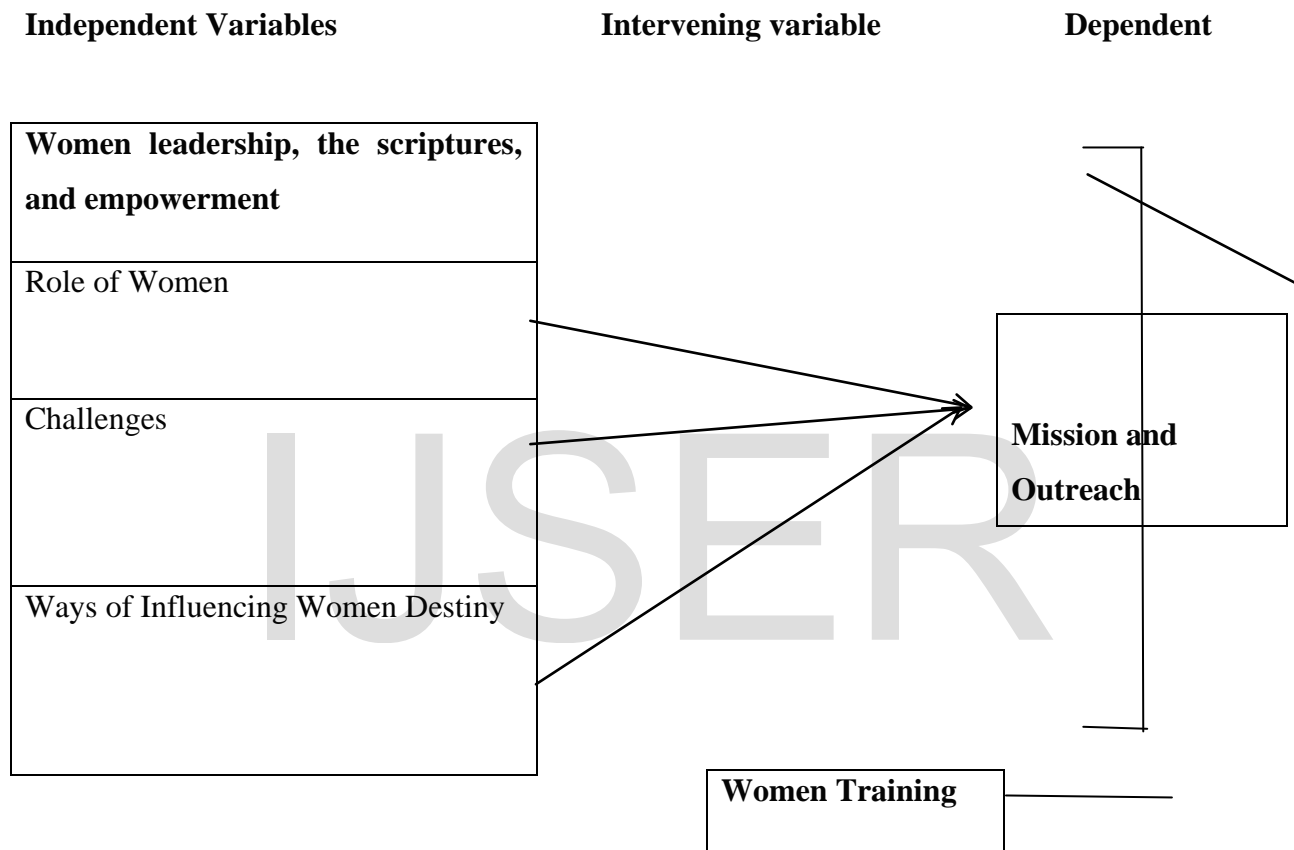 Independent Variables Intervening variable Dependent
Women leadership, the scriptures,
and empowerment
Role of Women
Challenges
Ways of Influencing Women Destiny
Mission and
Outreach
Women Training
IJSER